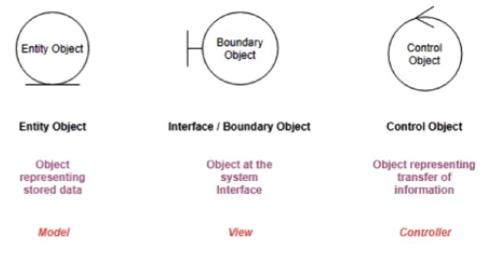 Entity Object
Boundary
Object
Control
Object
Entity Object
Interface / Boundary Object
Control Object
Object
representing
stored data
Object at the
system
Interface
Object representing
transfer of
information
Model
View
Controller